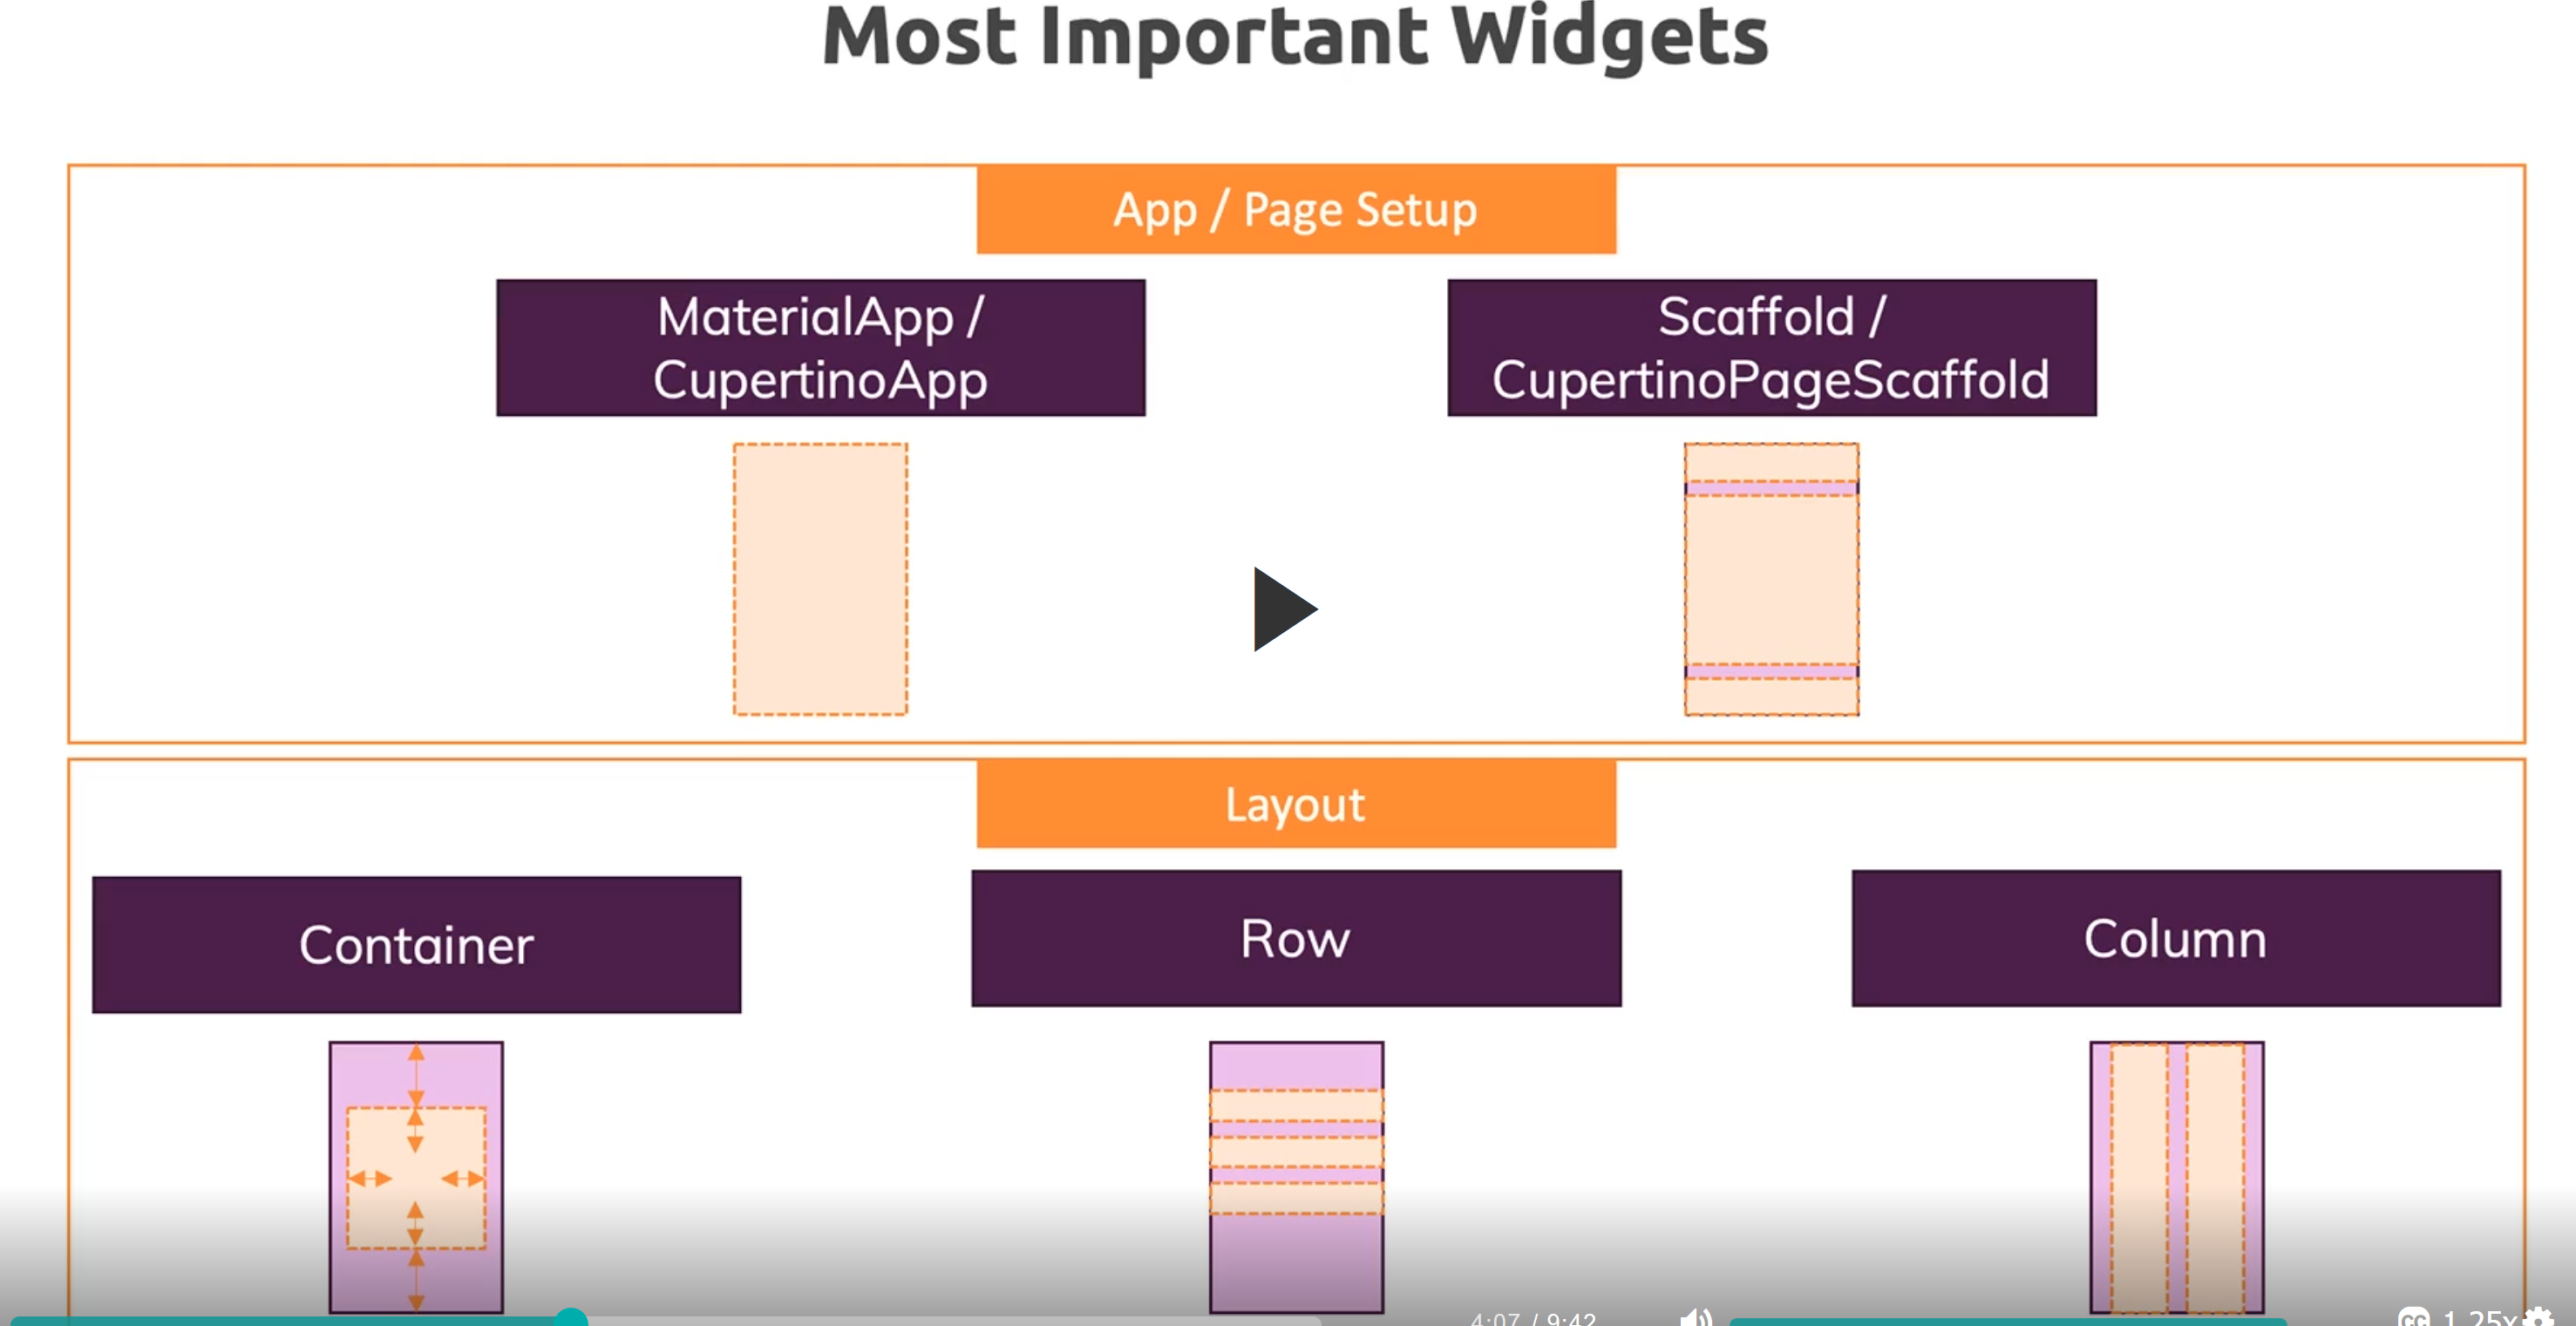 Most Important Widgets
App / Page Setup
MaterialApp /
CupertinoApp
Scaffold /
CupertinoPageScaffold
Layout
Container
Row
Column
4:07 / 9:42
CC
1.25x